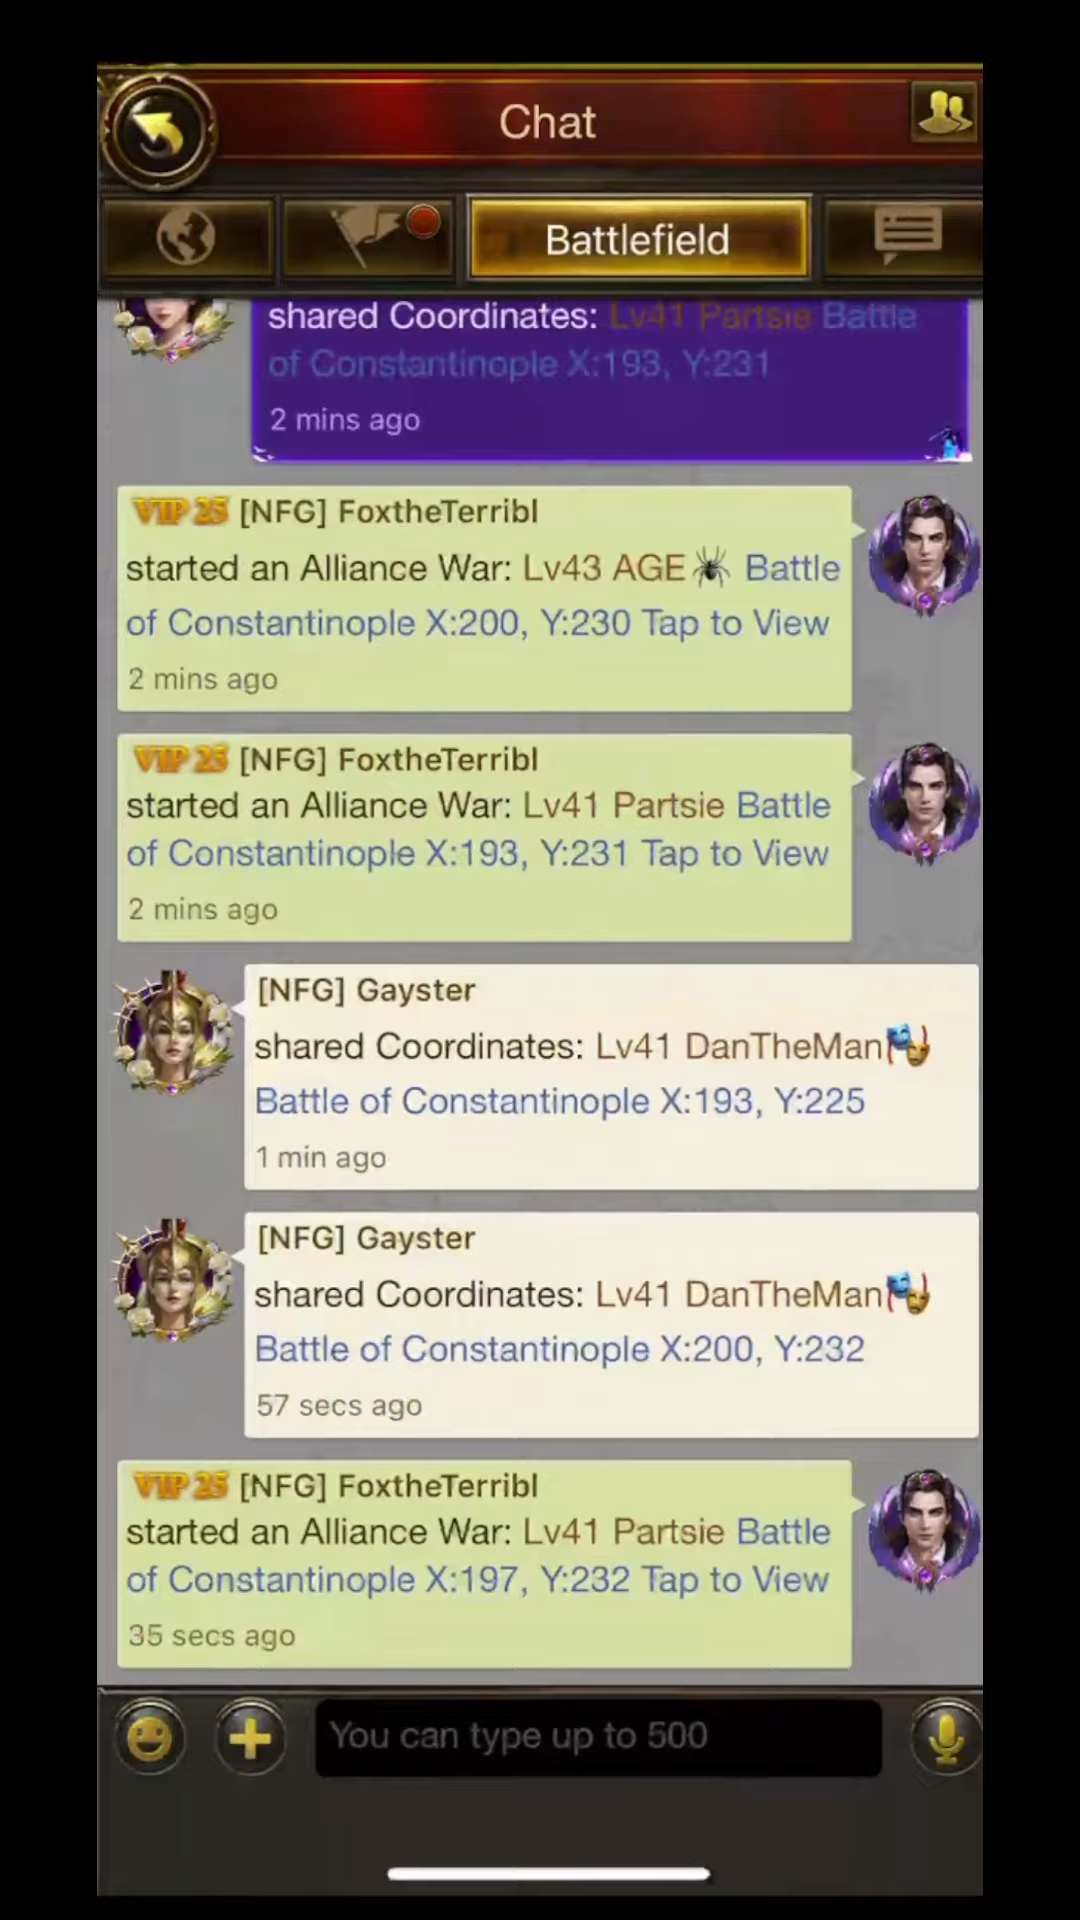 Chat
Battlefield
shared Coordinates: Lv41 Partsie Battle
of Constantinople X:193, Y:231
2 mins ago
VIP 25 [NFG] FoxtheTerribl
started an Alliance War: Lv43 AGE🕷 Battle
of Constantinople X:200, Y:230 Tap to View
2 mins ago
VIP 25 [NFG] FoxtheTerribl
started an Alliance War: Lv41 Partsie Battle
of Constantinople X:193, Y:231 Tap to View
2 mins ago
[NFG] Gayster
shared Coordinates: Lv41 DanTheMan🎭
Battle of Constantinople X:193, Y:225
1 min ago
[NFG] Gayster
shared Coordinates: Lv41 DanTheMan🎭
Battle of Constantinople X:200, Y:232
57 secs ago
VIP 25 [NFG] FoxtheTerribl
started an Alliance War: Lv41 Partsie Battle
of Constantinople X:197, Y:232 Tap to View
35 secs ago
You can type up to 500